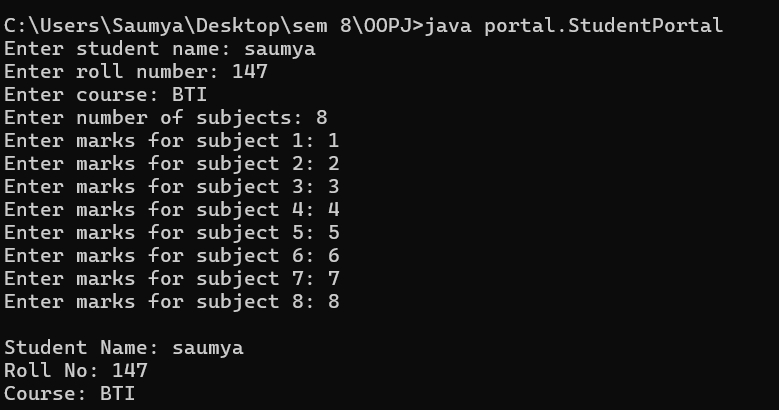 C:\Users\Saumya\Desktop\sem 8\OOPJ>java portal.StudentPortal
Enter student name: saumya
Enter roll number: 147
Enter course: BTI
Enter number of subjects: 8
Enter marks for subject 1: 1
Enter marks for subject 2: 2
Enter marks for subject 3: 3
Enter marks for subject 4: 4
Enter marks for subject 5: 5
Enter marks for subject 6: 6
Enter marks for subject 7: 7
Enter marks for subject 8: 8
Student Name: saumya
Roll No: 147
Course: BTI